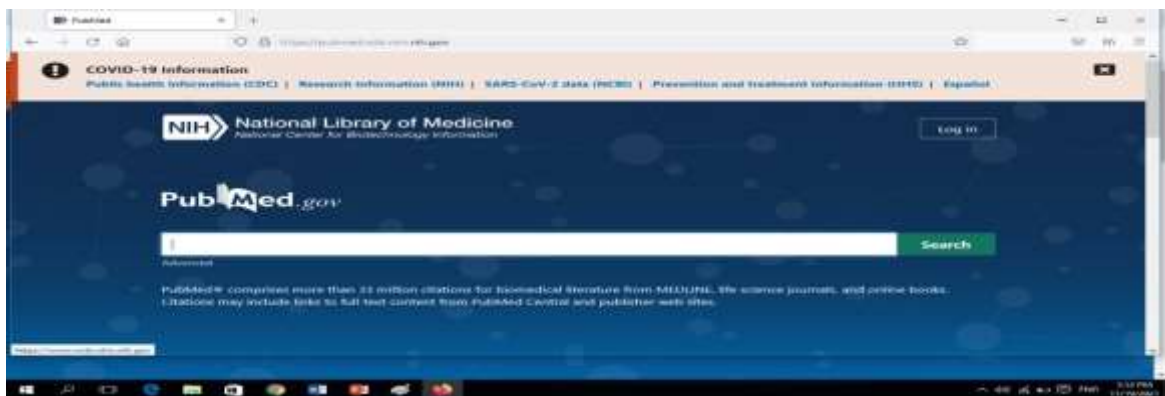 PubMed
COVID-19 Information
Public health information (CDC) | Research information (NIH) | SARS-CoV-2 data (NCBI) | Prevention and treatment information (HHS) | Español
NIH National Library of Medicine
National Center for Biotechnology Information
Log in
PubMed.gov
Search
Advanced
PubMed® comprises more than 33 million citations for biomedical literature from MEDLINE, life science journals, and online books.
Citations may include links to full text content from PubMed Central and publisher web sites.